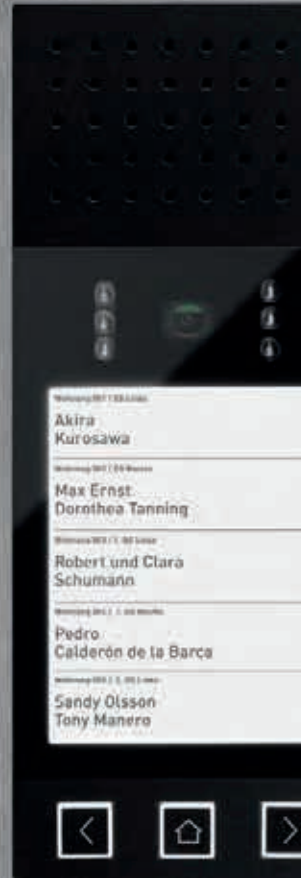 Akira
Kurosawa
Max Ernst
Dorothea Tanning
Robert und Clara
Schumann
Pedro
Calderón de la Barca
Sandy Olsson
Tony Manero